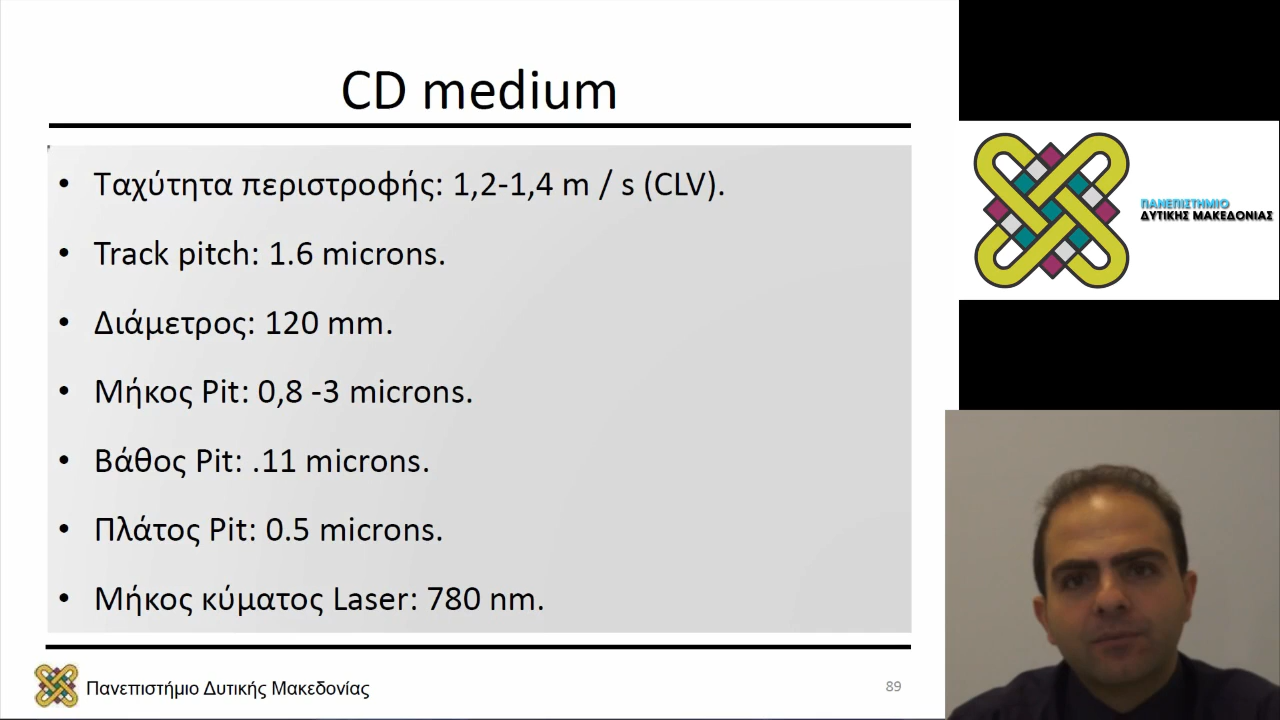 CD medium
• Ταχύτητα περιστροφής: 1,2-1,4 m / s (CLV).
• Track pitch: 1.6 microns.
• Διάμετρος: 120 mm.
• Μήκος Pit: 0,8 -3 microns.
• Βάθος Pit: .11 microns.
• Πλάτος Pit: 0.5 microns.
• Μήκος κύματος Laser: 780 nm.
Πανεπιστήμιο Δυτικής Μακεδονίας
89
ΠΑΝΕΠΙΣΤΗΜΙΟ
ΔΥΤΙΚΗΣ ΜΑΚΕΔΟΝΙΑΣ